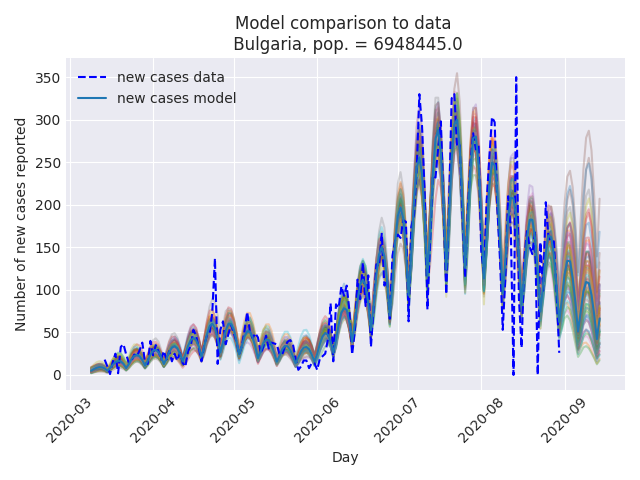 Model comparison to data
Bulgaria, pop. = 6948445.0
new cases data
new cases model
350
300
250
200
150
100
50
0
Number of new cases reported
2020-03
2020-04
2020-05
2020-06
2020-07
2020-08
2020-09
Day